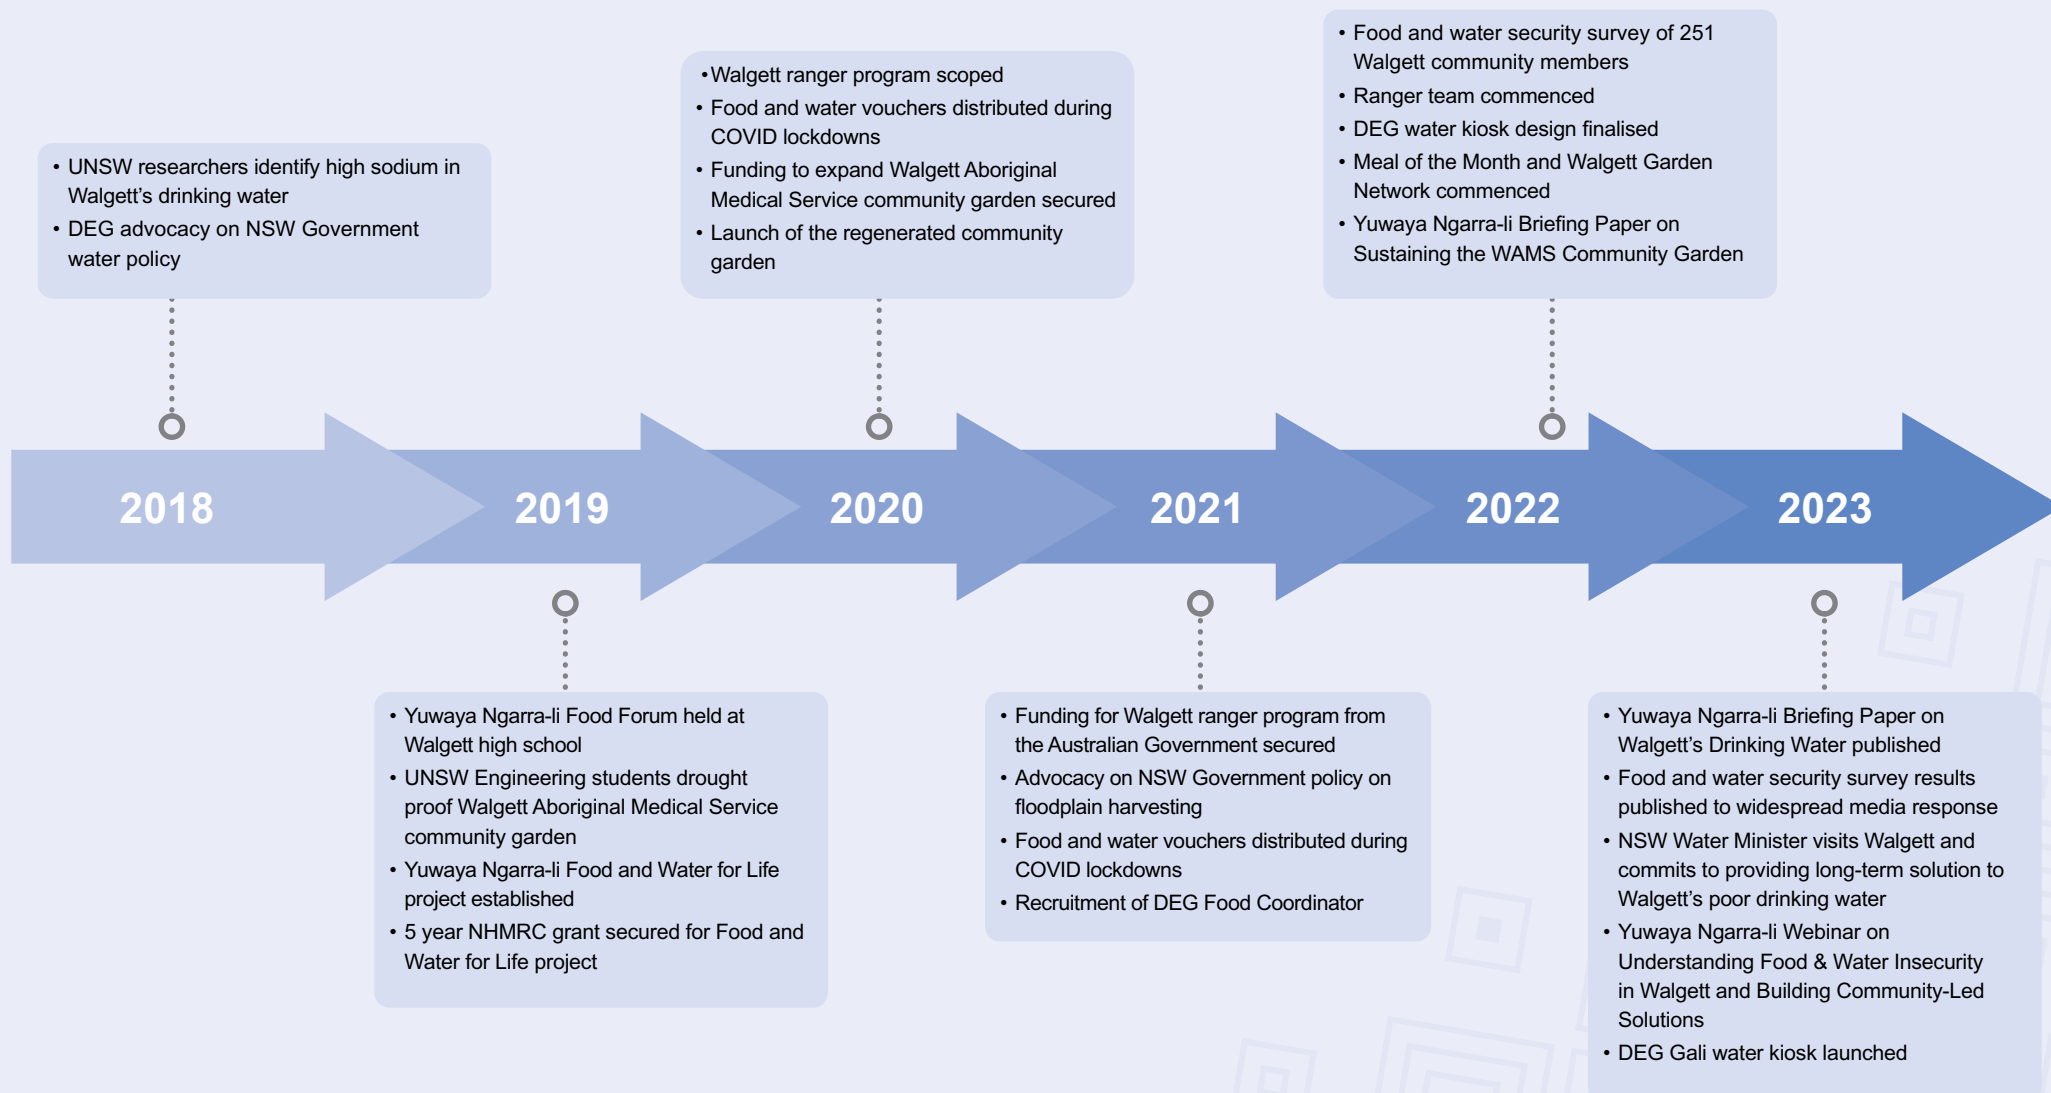 • UNSW researchers identify high sodium in
Walgett’s drinking water
• DEG advocacy on NSW Government
water policy
•Walgett ranger program scoped
• Food and water vouchers distributed during
COVID lockdowns
• Funding to expand Walgett Aboriginal
Medical Service community garden secured
• Launch of the regenerated community
garden
• Food and water security survey of 251
Walgett community members
• Ranger team commenced
• DEG water kiosk design finalised
• Meal of the Month and Walgett Garden
Network commenced
• Yuwaya Ngarra-li Briefing Paper on
Sustaining the WAMS Community Garden
2018
2019
2020
2021
2022
2023
• Yuwaya Ngarra-li Food Forum held at
Walgett high school
• UNSW Engineering students drought
proof Walgett Aboriginal Medical Service
community garden
• Yuwaya Ngarra-li Food and Water for Life
project established
• 5 year NHMRC grant secured for Food and
Water for Life project
• Funding for Walgett ranger program from
the Australian Government secured
• Advocacy on NSW Government policy on
floodplain harvesting
• Food and water vouchers distributed during
COVID lockdowns
• Recruitment of DEG Food Coordinator
• Yuwaya Ngarra-li Briefing Paper on
Walgett’s Drinking Water published
• Food and water security survey results
published to widespread media response
• NSW Water Minister visits Walgett and
commits to providing long-term solution to
Walgett’s poor drinking water
• Yuwaya Ngarra-li Webinar on
Understanding Food & Water Insecurity
in Walgett and Building Community-Led
Solutions
• DEG Gali water kiosk launched